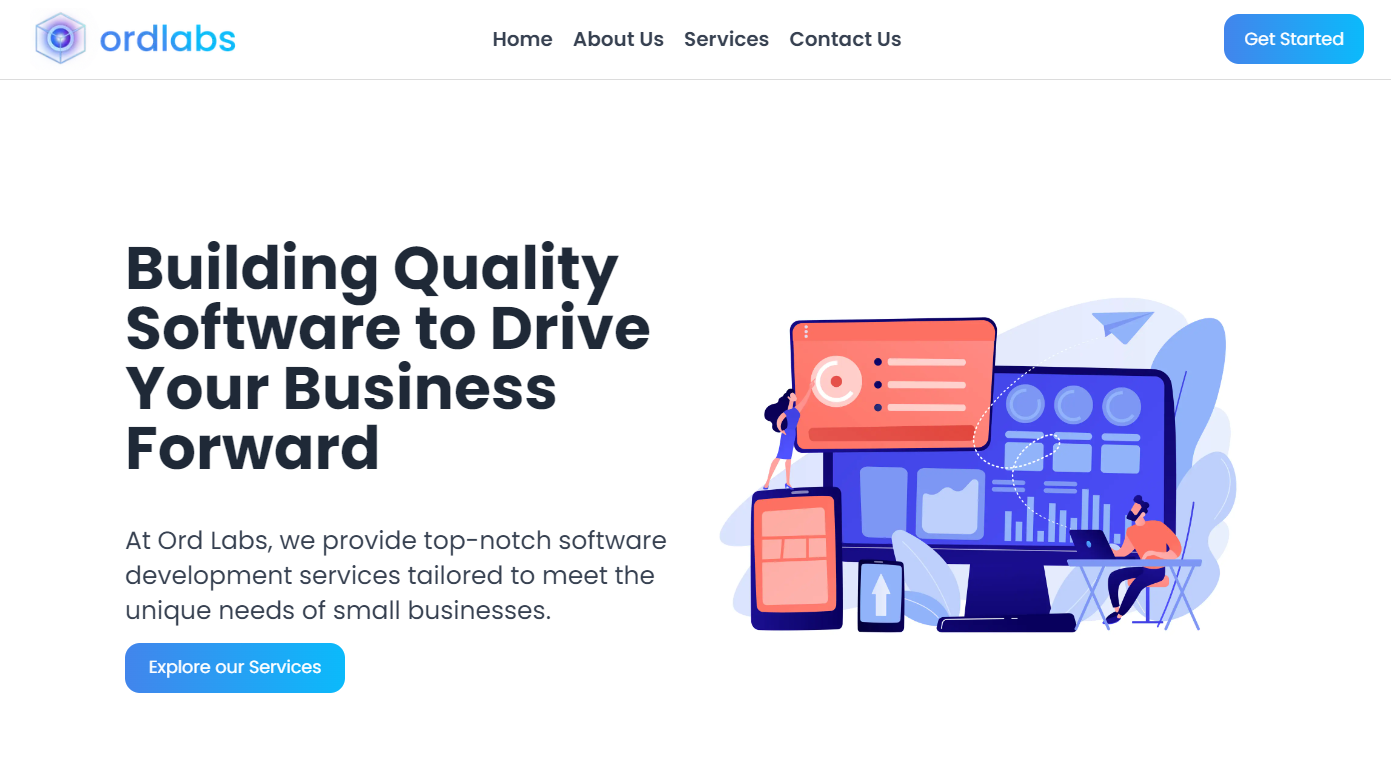 ordlabs
Home About Us Services Contact Us
Get Started
Building Quality
Software to Drive
Your Business
Forward
At Ord Labs, we provide top-notch software
development services tailored to meet the
unique needs of small businesses.
Explore our Services